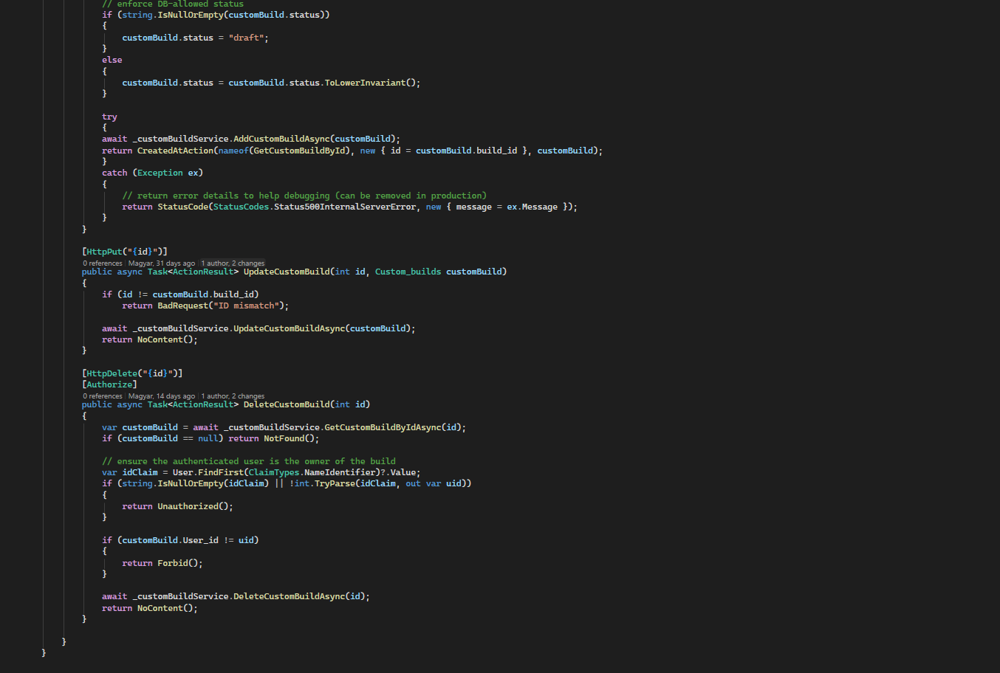 // enforce DB-allowed status
if (string.IsNullOrEmpty(customBuild.status))
{
customBuild.status = "draft";
}
else
{
customBuild.status = customBuild.status.ToLowerInvariant();
}
try
{
await _customBuildService.AddCustomBuildAsync(customBuild);
return CreatedAtAction(nameof(GetCustomBuildById), new { id = customBuild.build_id }, customBuild);
}
catch (Exception ex)
{
// return error details to help debugging (can be removed in production)
return StatusCode(StatusCodes.Status500InternalServerError, new { message = ex.Message });
}
}
[HttpPut("{id}")]
0 references | Magyar, 31 days ago | 1 author, 2 changes
public async Task<ActionResult> UpdateCustomBuild(int id, Custom_builds customBuild)
{
if (id != customBuild.build_id)
return BadRequest("ID mismatch");
await _customBuildService.UpdateCustomBuildAsync(customBuild);
return NoContent();
}
[HttpDelete("{id}")]
[Authorize]
0 references | Magyar, 14 days ago | 1 author, 2 changes
public async Task<ActionResult> DeleteCustomBuild(int id)
{
var customBuild = await _customBuildService.GetCustomBuildByIdAsync(id);
if (customBuild == null) return NotFound();
// ensure the authenticated user is the owner of the build
var idClaim = User.FindFirst(ClaimTypes.NameIdentifier)?.Value;
if (string.IsNullOrEmpty(idClaim) || !int.TryParse(idClaim, out var uid))
{
return Unauthorized();
}
if (customBuild.User_id != uid)
{
return Forbid();
}
await _customBuildService.DeleteCustomBuildAsync(id);
return NoContent();
}
}
}